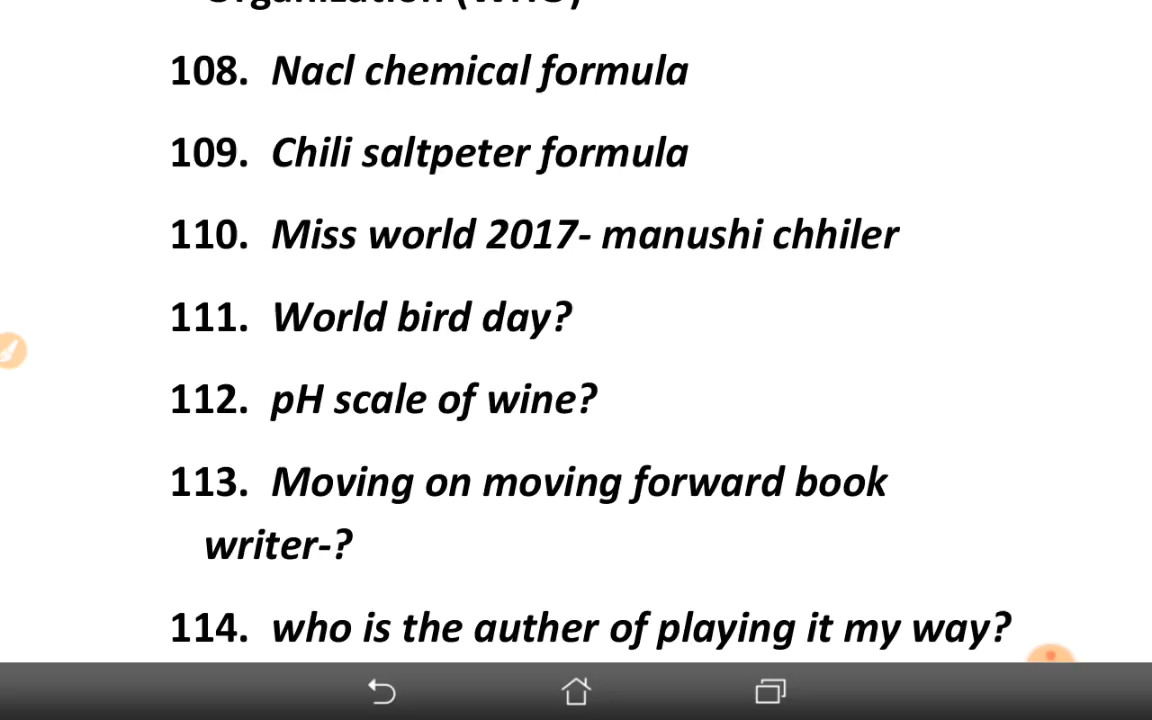 Organization (WHO)
108. Nacl chemical formula
109. Chili saltpeter formula
110. Miss world 2017- manushi chhiler
111. World bird day?
112. pH scale of wine?
113. Moving on moving forward book
writer-?
114. who is the auther of playing it my way?